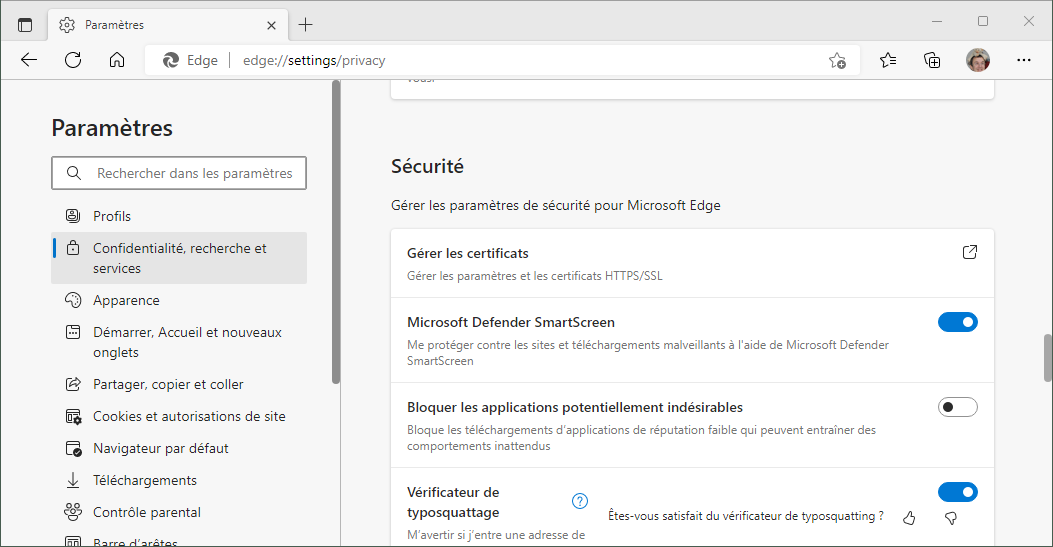 Paramètres
Edge
edge://settings/privacy
vous.
Paramètres
Rechercher dans les paramètres
Profils
Confidentialité, recherche et
services
Apparence
Démarrer, Accueil et nouveaux
onglets
Partager, copier et coller
Cookies et autorisations de site
Navigateur par défaut
Téléchargements
Contrôle parental
Barre d'arêtes
Sécurité
Gérer les paramètres de sécurité pour Microsoft Edge
Gérer les certificats
Gérer les paramètres et les certificats HTTPS/SSL
Microsoft Defender SmartScreen
Me protéger contre les sites et téléchargements malveillants à l'aide de Microsoft Defender
SmartScreen
Bloquer les applications potentiellement indésirables
Bloque les téléchargements d'applications de réputation faible qui peuvent entraîner des
comportements inattendus
Vérificateur de
typosquattage
Êtes-vous satisfait du vérificateur de typosquatting ?
M'avertir si j'entre une adresse de